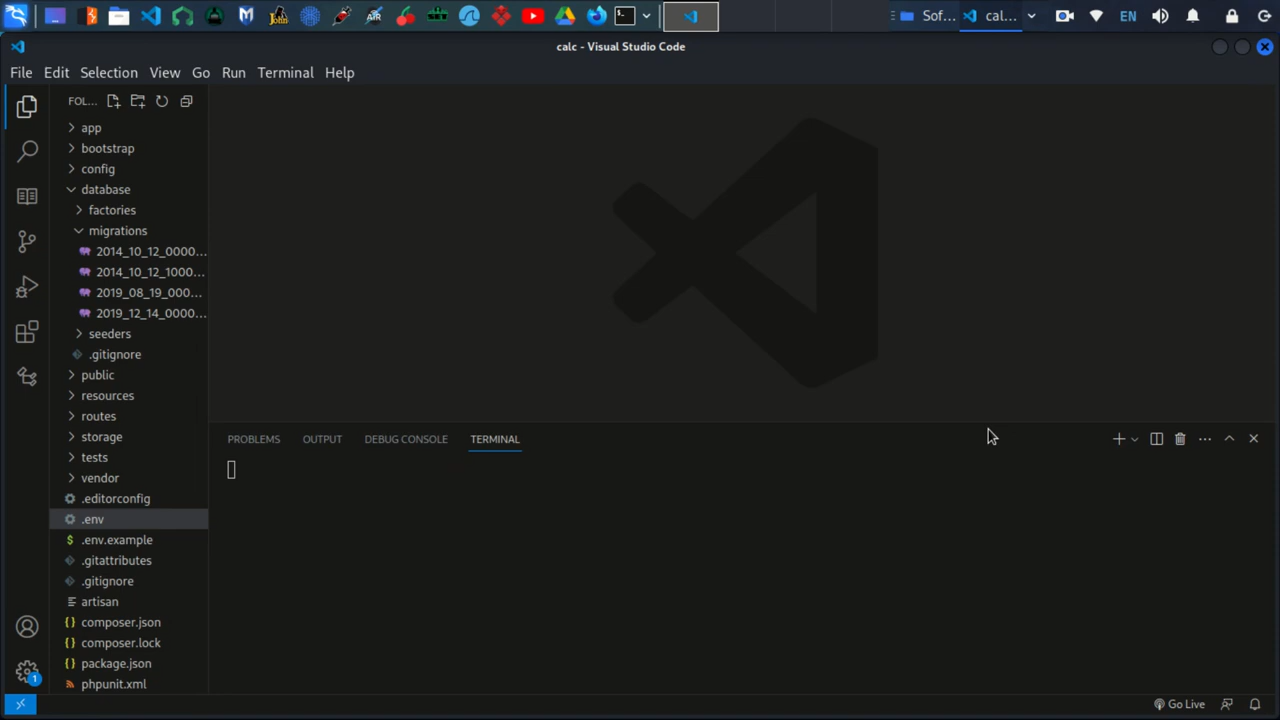 Sof...
cal...
EN
calc - Visual Studio Code
File Edit Selection View Go Run Terminal Help
FOL...
app
bootstrap
config
database
factories
migrations
2014_10_12_0000...
2014_10_12_1000...
2019_08_19_000...
2019_12_14_0000...
seeders
.gitignore
public
resources
routes
storage
tests
vendor
.editorconfig
.env
.env.example
.gitattributes
.gitignore
artisan
composer.json
composer.lock
package.json
phpunit.xml
PROBLEMS OUTPUT DEBUG CONSOLE TERMINAL
1
Go Live